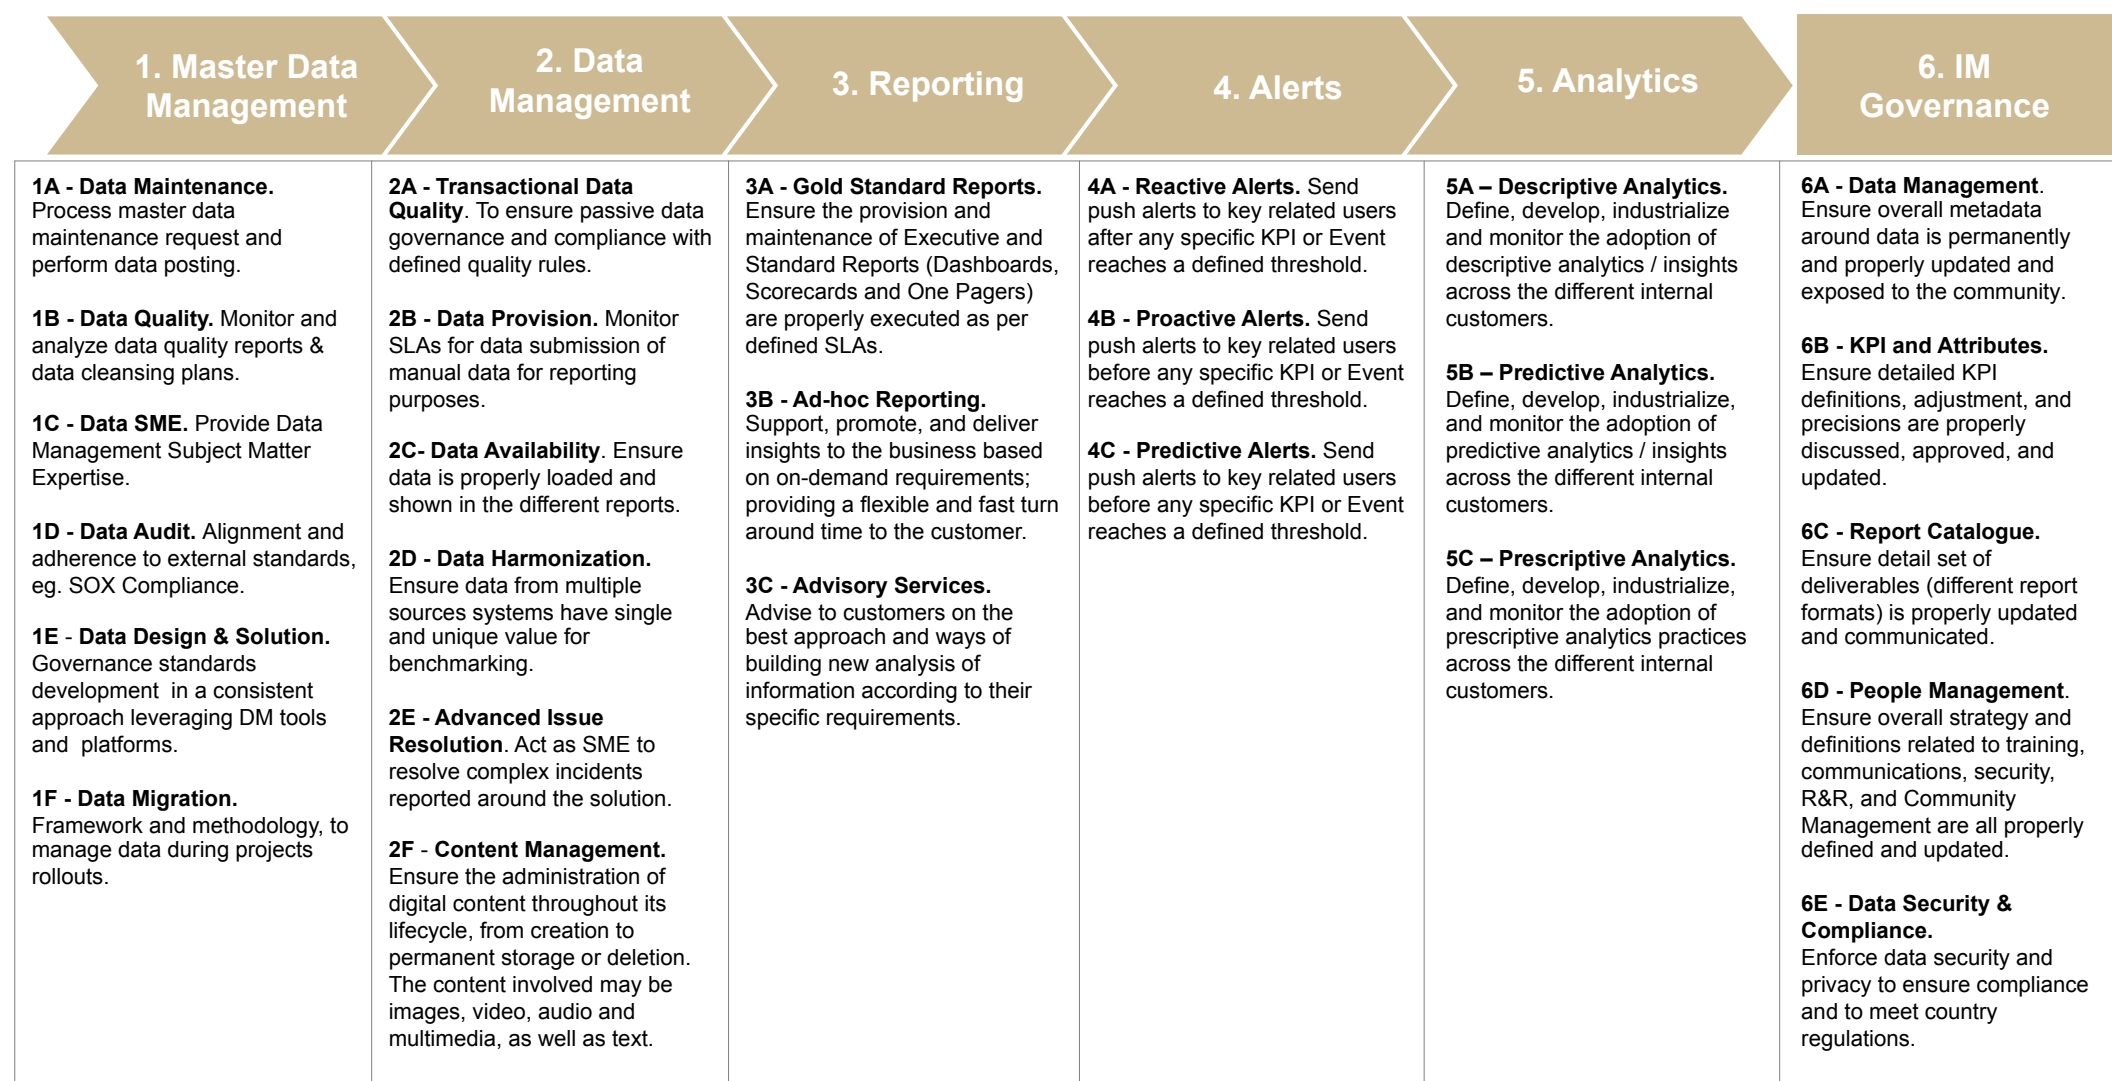 1. Master Data
Management
2. Data
Management
3. Reporting
4. Alerts
5. Analytics
6. IM
Governance
1A - Data Maintenance.
Process master data
maintenance request and
perform data posting.
1B - Data Quality. Monitor and
analyze data quality reports &
data cleansing plans.
1C - Data SME. Provide Data
Management Subject Matter
Expertise.
1D - Data Audit. Alignment and
adherence to external standards,
eg. SOX Compliance.
1E - Data Design & Solution.
Governance standards
development in a consistent
approach leveraging DM tools
and platforms.
1F - Data Migration.
Framework and methodology, to
manage data during projects
rollouts.
2A - Transactional Data
Quality. To ensure passive data
governance and compliance with
defined quality rules.
2B - Data Provision. Monitor
SLAs for data submission of
manual data for reporting
purposes.
2C- Data Availability. Ensure
data is properly loaded and
shown in the different reports.
2D - Data Harmonization.
Ensure data from multiple
sources systems have single
and unique value for
benchmarking.
2E - Advanced Issue
Resolution. Act as SME to
resolve complex incidents
reported around the solution.
2F - Content Management.
Ensure the administration of
digital content throughout its
lifecycle, from creation to
permanent storage or deletion.
The content involved may be
images, video, audio and
multimedia, as well as text.
3A - Gold Standard Reports.
Ensure the provision and
maintenance of Executive and
Standard Reports (Dashboards,
Scorecards and One Pagers)
are properly executed as per
defined SLAs.
3B - Ad-hoc Reporting.
Support, promote, and deliver
insights to the business based
on on-demand requirements;
providing a flexible and fast turn
around time to the customer.
3C - Advisory Services.
Advise to customers on the
best approach and ways of
building new analysis of
information according to their
specific requirements.
4A - Reactive Alerts. Send
push alerts to key related users
after any specific KPI or Event
reaches a defined threshold.
4B - Proactive Alerts. Send
push alerts to key related users
before any specific KPI or Event
reaches a defined threshold.
4C - Predictive Alerts. Send
push alerts to key related users
before any specific KPI or Event
reaches a defined threshold.
5A – Descriptive Analytics.
Define, develop, industrialize
and monitor the adoption of
descriptive analytics / insights
across the different internal
customers.
5B – Predictive Analytics.
Define, develop, industrialize,
and monitor the adoption of
predictive analytics / insights
across the different internal
customers.
5C – Prescriptive Analytics.
Define, develop, industrialize,
and monitor the adoption of
prescriptive analytics practices
across the different internal
customers.
6A - Data Management.
Ensure overall metadata
around data is permanently
and properly updated and
exposed to the community.
6B - KPI and Attributes.
Ensure detailed KPI
definitions, adjustment, and
precisions are properly
discussed, approved, and
updated.
6C - Report Catalogue.
Ensure detail set of
deliverables (different report
formats) is properly updated
and communicated.
6D - People Management.
Ensure overall strategy and
definitions related to training,
communications, security,
R&R, and Community
Management are all properly
defined and updated.
6E - Data Security &
Compliance.
Enforce data security and
privacy to ensure compliance
and to meet country
regulations.